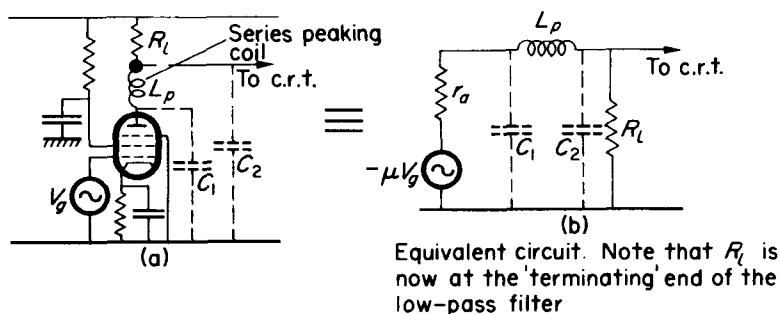 R_l
Series peaking
coil
L_p
To c.r.t.
C_1
C_2
V_g
(a)
≡
L_p
To c.r.t.
r_a
C_1
C_2
R_l
-μV_g
(b)
Equivalent circuit. Note that R_l is
now at the 'terminating' end of the
low-pass filter